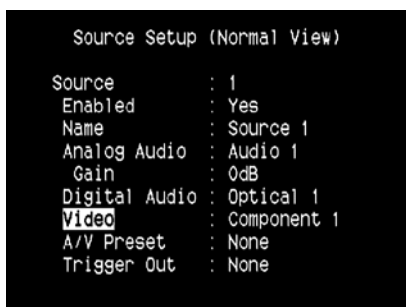 Source Setup (Normal View)
Source : 1
Enabled : Yes
Name : Source 1
Analog Audio : Audio 1
Gain : 0dB
Digital Audio : Optical 1
Video : Component 1
A/V Preset : None
Trigger Out : None